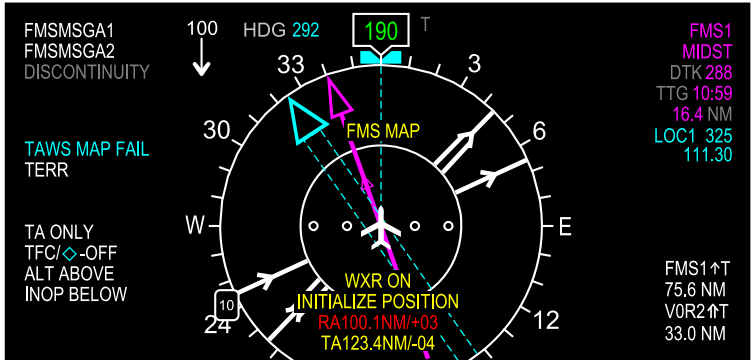 FMSMSGA1
FMSMSGA2
DISCONTINUITY
100
HDG 292
190
T
FMS1
MIDST
DTK 288
TTG 10:59
16.4 NM
LOC1 325
111.30
33
3
30
6
FMS MAP
TAWS MAP FAIL
TERR
W
E
TA ONLY
TFC/◇-OFF
ALT ABOVE
INOP BELOW
10
24
12
WXR ON
INITIALIZE POSITION
RA100.1NM/+03
TA123.4NM/-04
FMS1↑T
75.6 NM
V0R2⇑T
33.0 NM